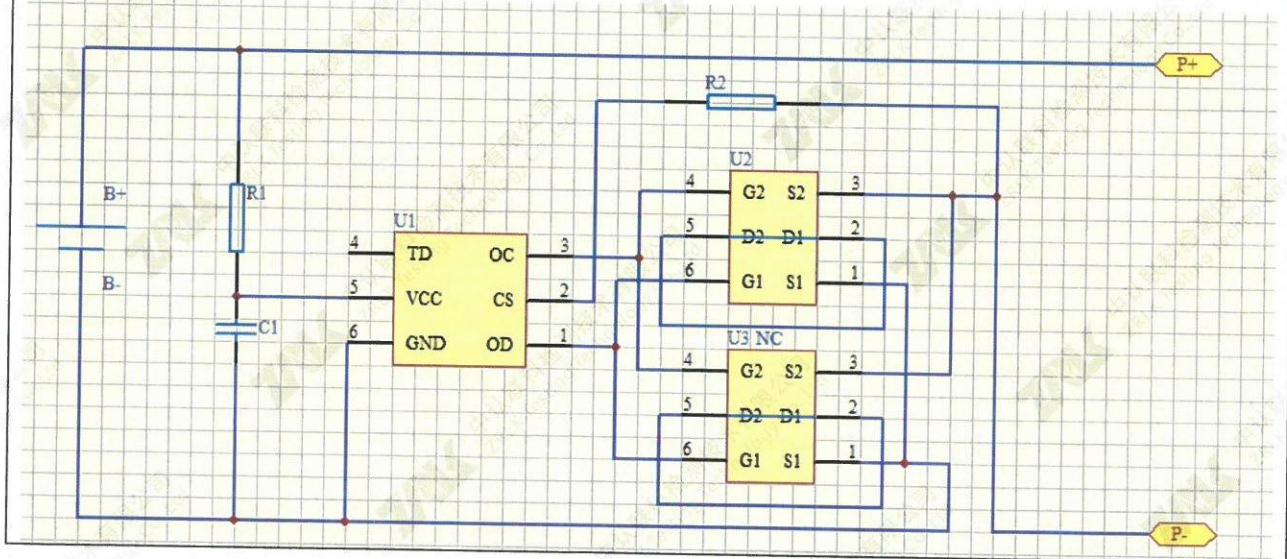 P+
R2
U2
B+
R1
4 G2 S2 3
U1
5 D2 D1 2
4 TD OC 3
B-
6 G1 S1 1
5 VCC CS 2
C1
U3 NC
6 GND OD 1
4 G2 S2 3
5 D2 D1 2
6 G1 S1 1
P-